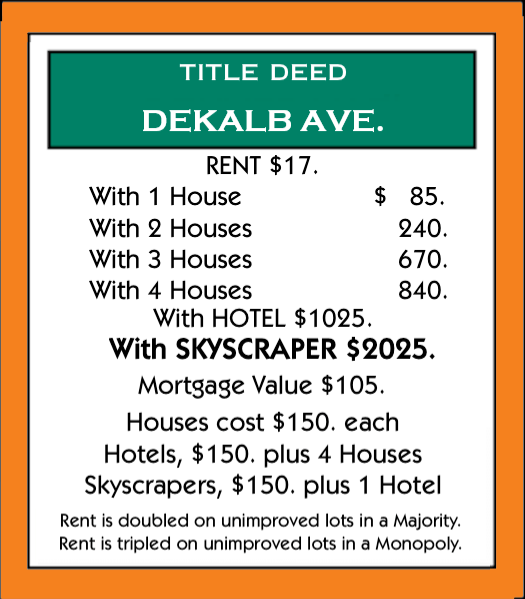 TITLE DEED
DEKALB AVE.
RENT $17.
With 1 House $ 85.
With 2 Houses 240.
With 3 Houses 670.
With 4 Houses 840.
With HOTEL $1025.
With SKYSCRAPER $2025.
Mortgage Value $105.
Houses cost $150. each
Hotels, $150. plus 4 Houses
Skyscrapers, $150. plus 1 Hotel
Rent is doubled on unimproved lots in a Majority.
Rent is tripled on unimproved lots in a Monopoly.